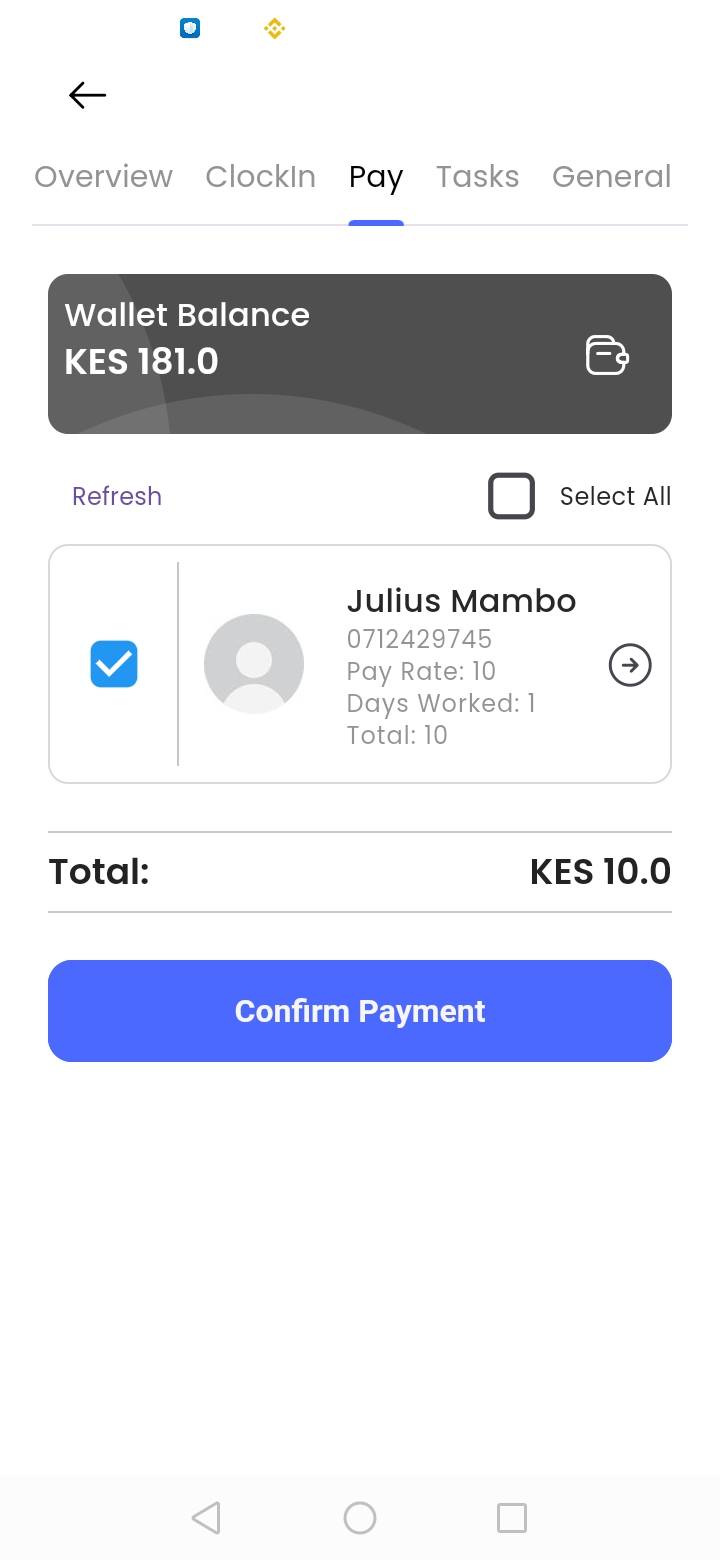 Overview ClockIn Pay Tasks General
Wallet Balance
KES 181.0
Refresh Select All
Julius Mambo
0712429745
Pay Rate: 10
Days Worked: 1
Total: 10
Total: KES 10.0
Confirm Payment